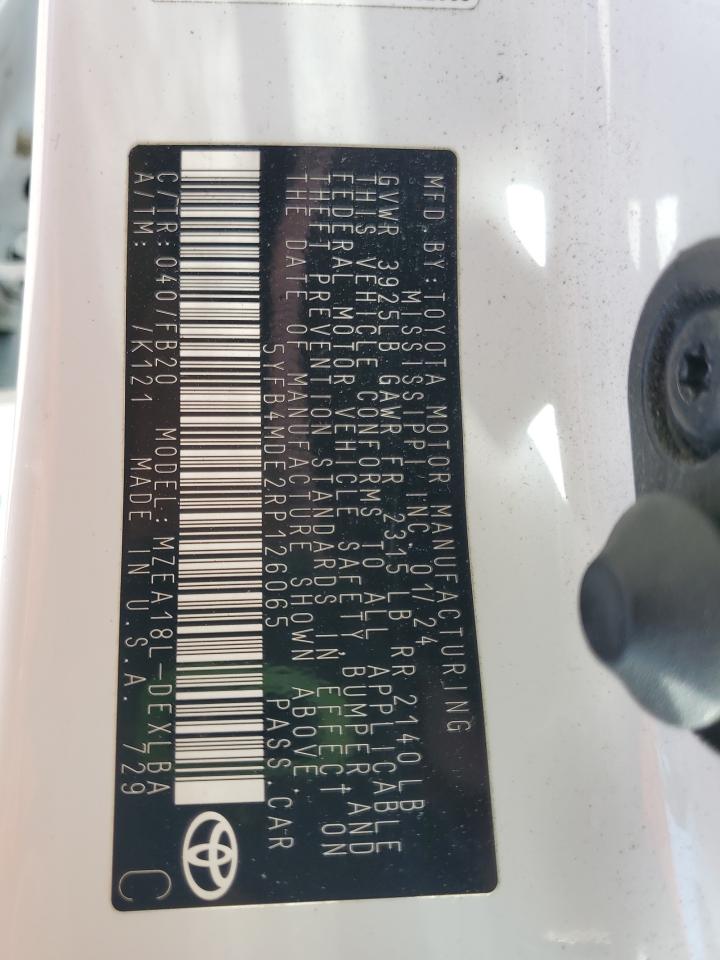 MFD. BY: TOYOTA MOTOR MANUFACTURING
MISSISSIPPI, INC. 01/24
GVWR 3925LB GAWR FR 2315 LB RR 2140LB
THIS VEHICLE CONFORMS TO ALL APPLICABLE
FEDERAL MOTOR VEHICLE SAFETY, BUMPER AND
THEFT PREVENTION STANDARDS IN EFFECT ON
THE DATE OF MANUFACTURE SHOWN ABOVE.
5YFB4MDE2RP126065 PASS.CAR
C/TR: 040/FB20 MODEL: MZEA18L-DEXLBA
A/TM: /K121 MADE IN U.S.A. 729
C